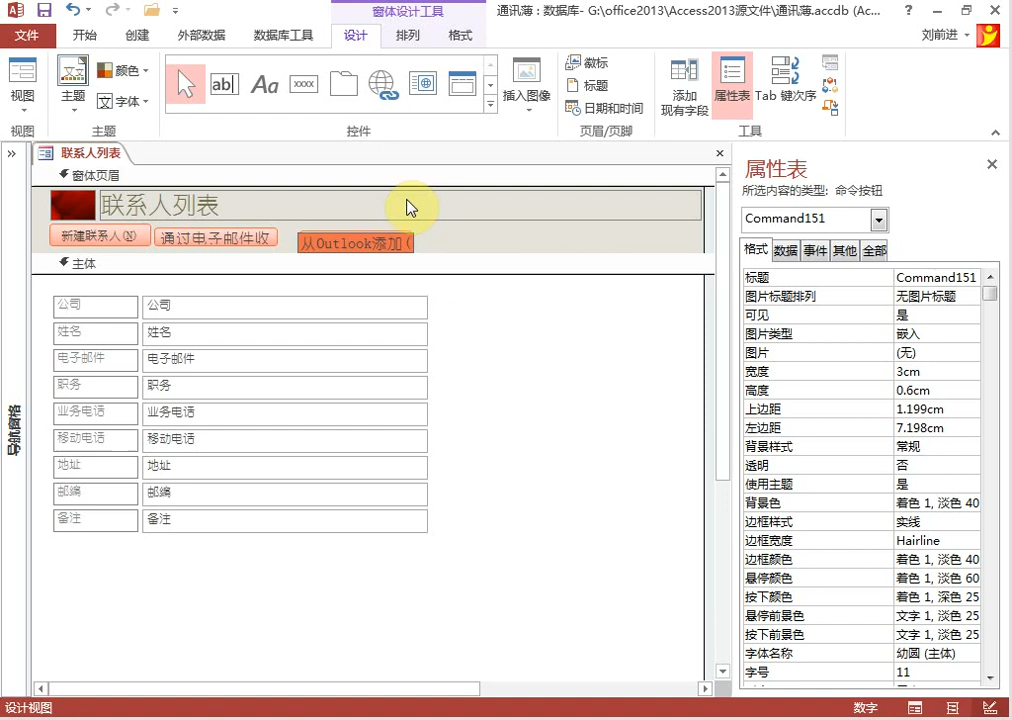 窗体设计工具
通讯薄 : 数据库- G:\office2013\Access2013源文件\通讯薄.accdb (Ac...
?
文件
开始
创建
外部数据
数据库工具
设计
排列
格式
刘前进
视图
主题
颜色
字体
ab|
Aa
xxxx
插入图像
徽标
标题
日期和时间
添加
现有字段
属性表
Tab 键次序
视图
主题
控件
页眉/页脚
工具
»
联系人列表
窗体页眉
联系人列表
新建联系人(N)
通过电子邮件收
从Outlook添加 (
主体
公司
公司
姓名
姓名
电子邮件
电子邮件
职务
职务
业务电话
业务电话
移动电话
移动电话
地址
地址
邮编
邮编
备注
备注
导航窗格
属性表
所选内容的类型: 命令按钮
Command151
格式
数据
事件
其他
全部
标题 Command151
图片标题排列 无图片标题
可见 是
图片类型 嵌入
图片 (无)
宽度 3cm
高度 0.6cm
上边距 1.199cm
左边距 7.198cm
背景样式 常规
透明 否
使用主题 是
背景色 着色 1, 淡色 40
边框样式 实线
边框宽度 Hairline
边框颜色 着色 1, 淡色 40
悬停颜色 着色 1, 淡色 60
按下颜色 着色 1, 深色 25
悬停前景色 文字 1, 淡色 25
按下前景色 文字 1, 淡色 25
字体名称 幼圆 (主体)
字号 11
设计视图
数字